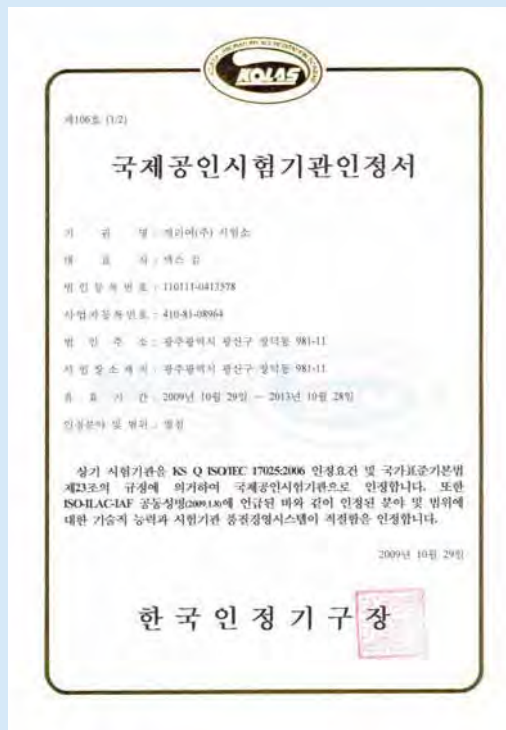 KOLAS
제106호 (1/2)
국제공인시험기관인정서
기 관 명 : 캐리어(주) 시험소
대 표 자 : 맥스 김
법인등록번호 : 110111-0413578
사업자등록번호 : 410-81-08964
법 인 주 소 : 광주광역시 광산구 장덕동 981-11
시험장소재지 : 광주광역시 광산구 장덕동 981-11
유 효 기 간 : 2009년 10월 29일 ― 2013년 10월 28일
인정분야 및 범위 : 별첨
상기 시험기관을 KS Q ISO/IEC 17025:2006 인정요건 및 국가표준기본법
제23조의 규정에 의거하여 국제공인시험기관으로 인정합니다. 또한
ISO-ILAC-IAF 공동성명(2009.1.8)에 언급된 바와 같이 인정된 분야 및 범위에
대한 기술적 능력과 시험기관 품질경영시스템이 적절함을 인정합니다.
2009년 10월 29일
한국인정기구장